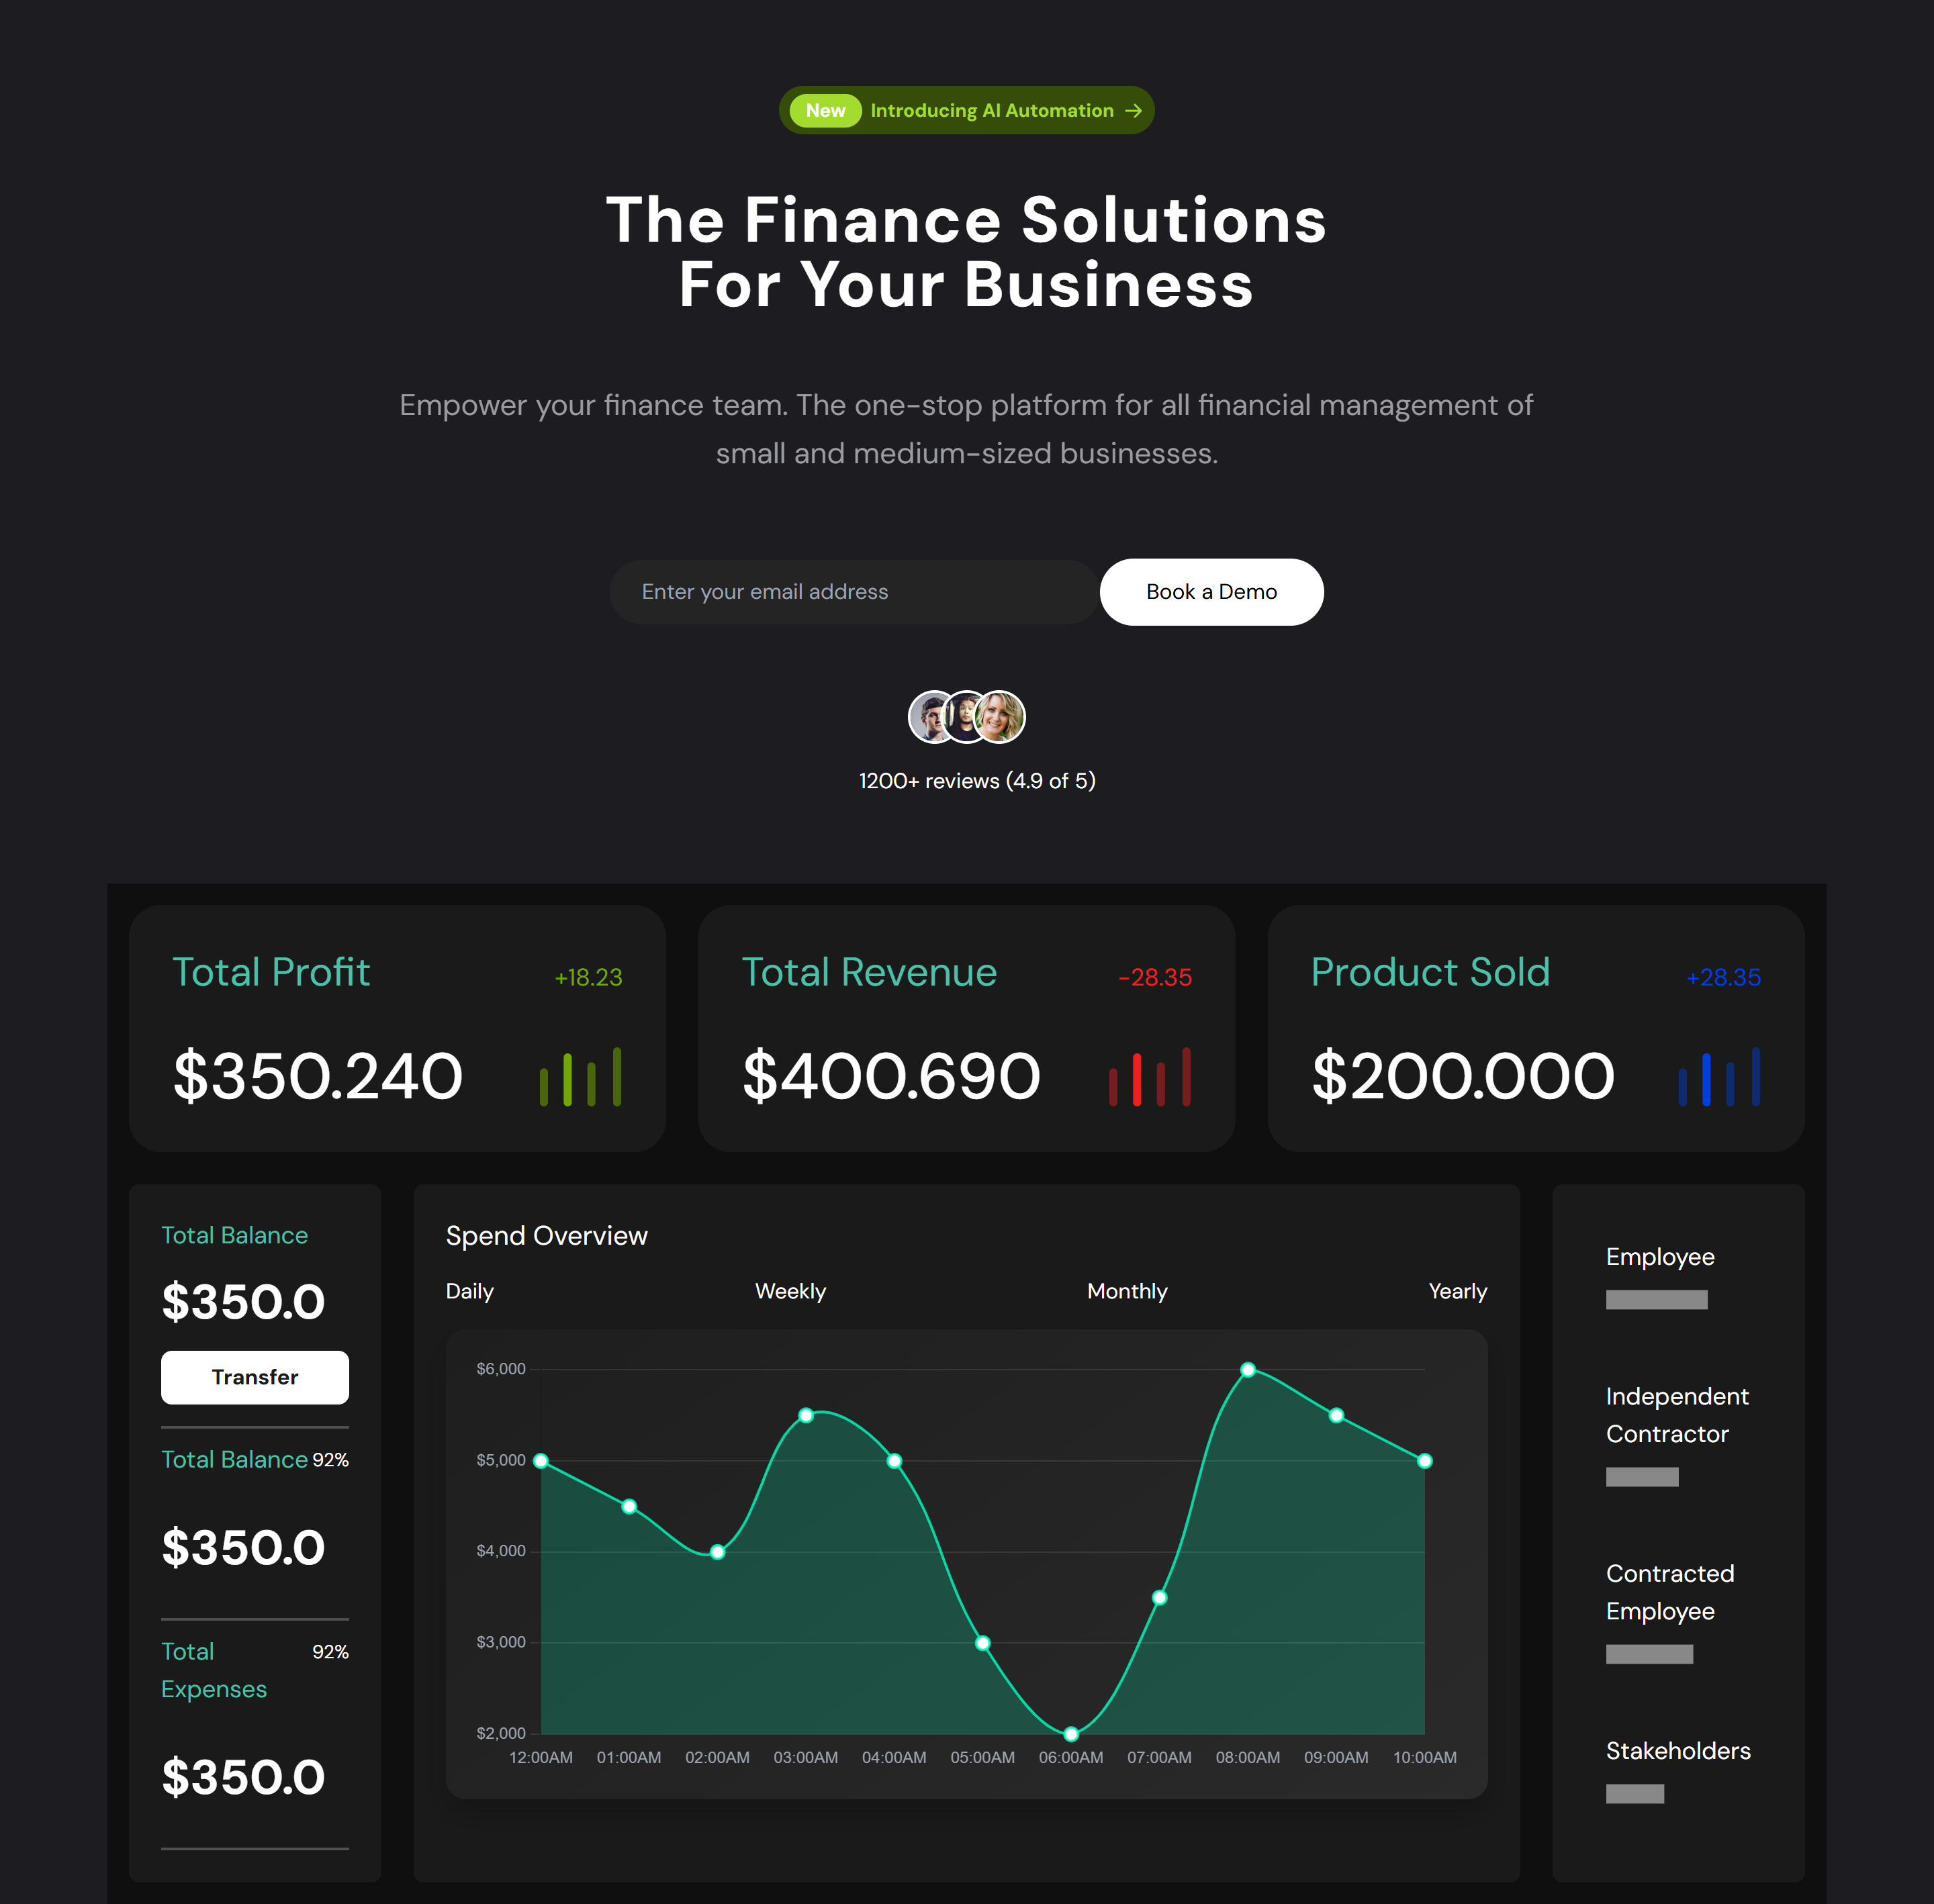 New Introducing AI Automation →
The Finance Solutions
For Your Business
Empower your finance team. The one-stop platform for all financial management of
small and medium-sized businesses.
Enter your email address
Book a Demo
1200+ reviews (4.9 of 5)
Total Profit
+18.23
$350.240
Total Revenue
-28.35
$400.690
Product Sold
+28.35
$200.000
Total Balance
$350.0
Transfer
Total Balance 92%
$350.0
Total
Expenses
92%
$350.0
Spend Overview
Daily Weekly Monthly Yearly
$6,000
$5,000
$4,000
$3,000
$2,000
12:00AM 01:00AM 02:00AM 03:00AM 04:00AM 05:00AM 06:00AM 07:00AM 08:00AM 09:00AM 10:00AM
Employee
Independent
Contractor
Contracted
Employee
Stakeholders